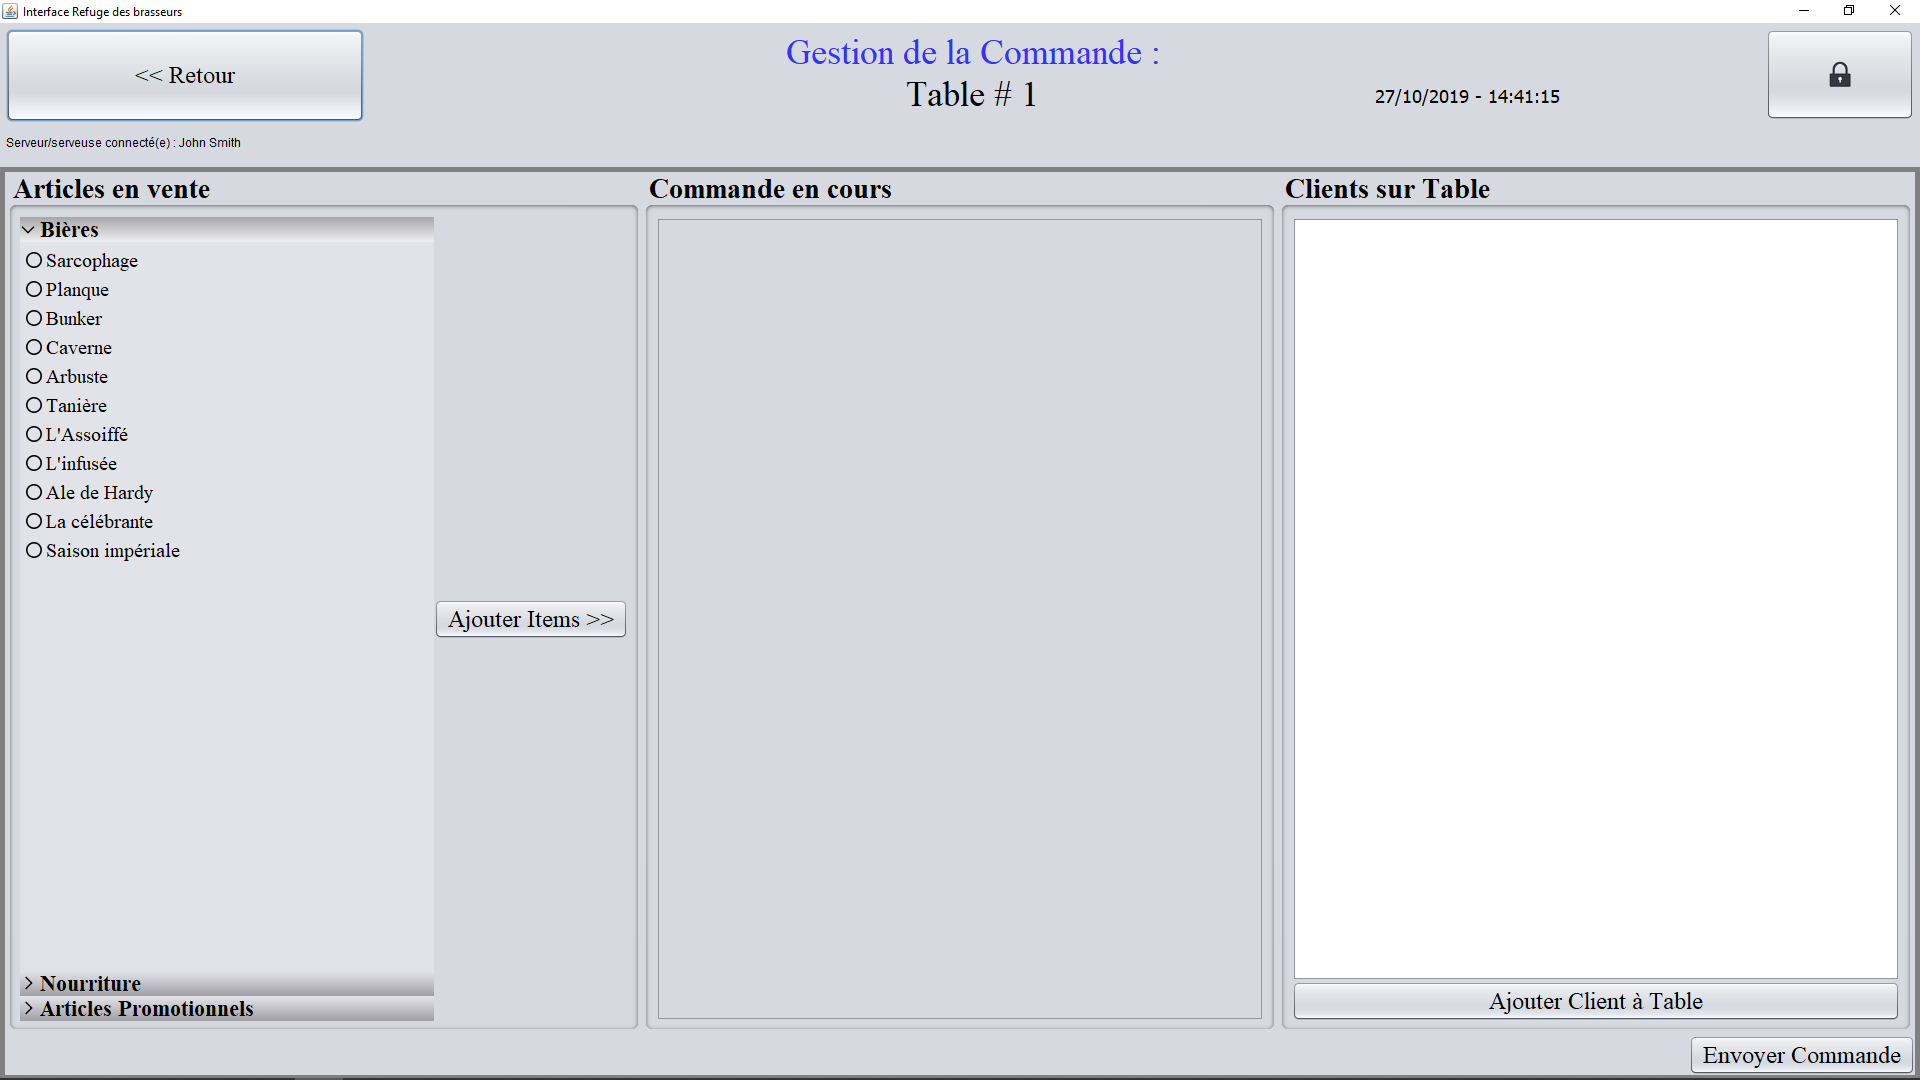 Interface Refuge des brasseurs
<< Retour
Gestion de la Commande :
Table # 1
27/10/2019 - 14:41:15
Serveur/serveuse connecté(e) : John Smith
Articles en vente
Bières
Sarcophage
Planque
Bunker
Caverne
Arbuste
Tanière
L'Assoiffé
L'infusée
Ale de Hardy
La célébrante
Saison impériale
Nourriture
Articles Promotionnels
Ajouter Items >>
Commande en cours
Clients sur Table
Ajouter Client à Table
Envoyer Commande